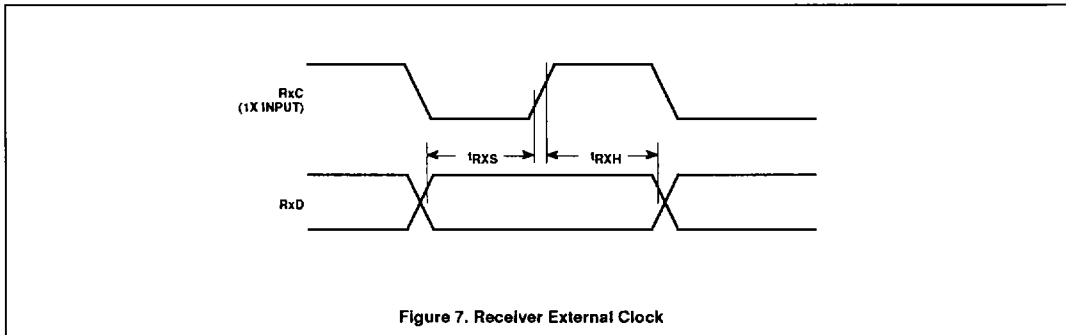 RxC
(1X INPUT)
tRXS
tRXH
RxD
Figure 7. Receiver External Clock